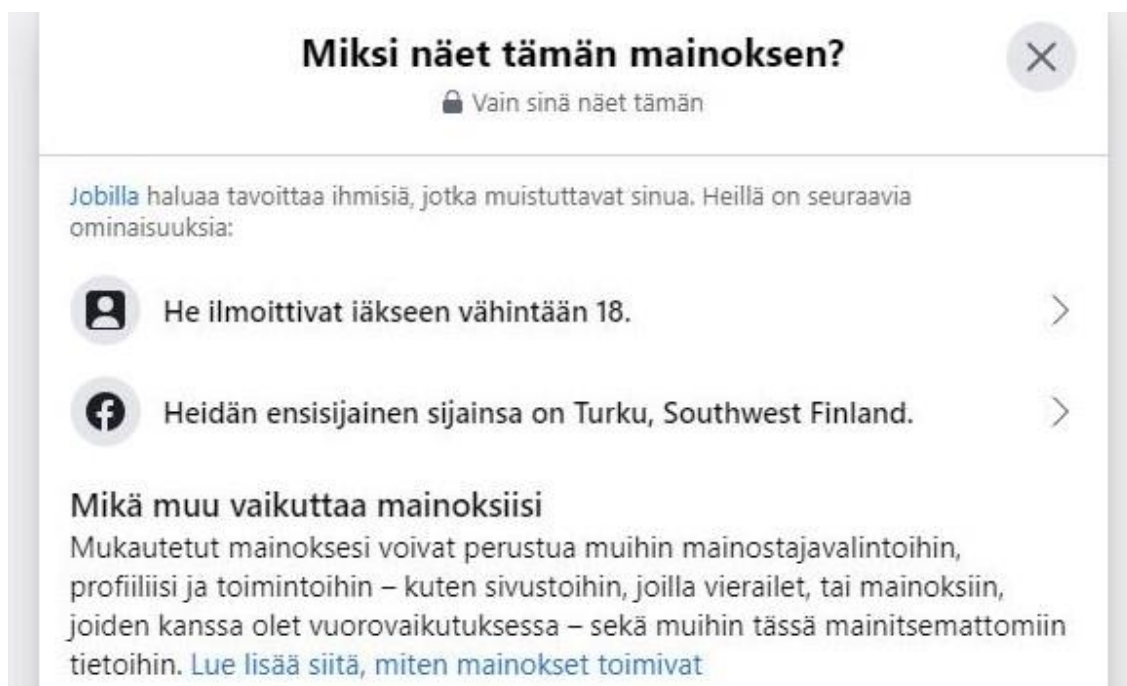 Miksi näet tämän mainoksen?
Vain sinä näet tämän
Jobilla haluaa tavoittaa ihmisiä, jotka muistuttavat sinua. Heillä on seuraavia
ominaisuuksia:
He ilmoittivat iäkseen vähintään 18.
Heidän ensisijainen sijainsa on Turku, Southwest Finland.
Mikä muu vaikuttaa mainoksiisi
Mukautetut mainoksesi voivat perustua muihin mainostajavalintoihin,
profiiliisi ja toimintoihin – kuten sivustoihin, joilla vierailet, tai mainoksiin,
joiden kanssa olet vuorovaikutuksessa – sekä muihin tässä mainitsemattomiin
tietoihin. Lue lisää siitä, miten mainokset toimivat